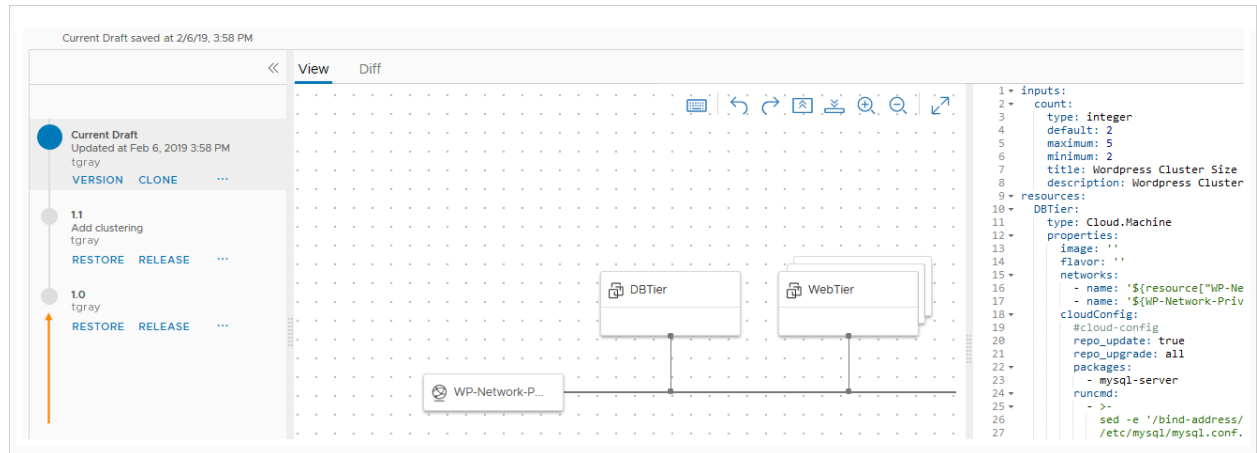 Current Draft saved at 2/6/19, 3:58 PM
View Diff
Current Draft
Updated at Feb 6, 2019 3:58 PM
tgray
VERSION CLONE ...
1.1
Add clustering
tgray
RESTORE RELEASE ...
1.0
tgray
RESTORE RELEASE ...
DBTier
WebTier
WP-Network-P...
1 inputs:
2 count:
3 type: integer
4 default: 2
5 maximum: 5
6 minimum: 2
7 title: Wordpress Cluster Size
8 description: Wordpress Cluster
9 resources:
10 DBTier:
11 type: Cloud.Machine
12 properties:
13 image: ''
14 flavor: ''
15 networks:
16 - name: '${resource["WP-Ne
17 - name: '${WP-Network-Priv
18 cloudConfig:
19 #cloud-config
20 repo_update: true
21 repo_upgrade: all
22 packages:
23 - mysql-server
24 runcmd:
25 - >-
26 sed -e '/bind-address/
27 /etc/mysql/mysql.conf.